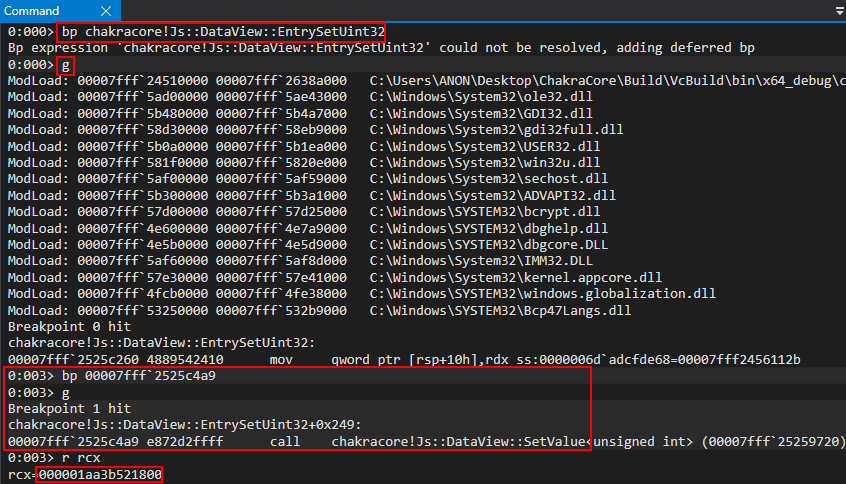 Command
0:000> bp chakracore!Js::DataView::EntrySetUint32
Bp expression 'chakracore!Js::DataView::EntrySetUint32' could not be resolved, adding deferred bp
0:000> g
ModLoad: 00007fff`24510000 00007fff`2638a000   C:\Users\ANON\Desktop\ChakraCore\Build\VcBuild\bin\x64_debug\c
ModLoad: 00007fff`5ad00000 00007fff`5ae43000   C:\Windows\System32\ole32.dll
ModLoad: 00007fff`5b480000 00007fff`5b4a7000   C:\Windows\System32\GDI32.dll
ModLoad: 00007fff`58d30000 00007fff`58eb9000   C:\Windows\System32\gdi32full.dll
ModLoad: 00007fff`5b0a0000 00007fff`5b1ea000   C:\Windows\System32\USER32.dll
ModLoad: 00007fff`581f0000 00007fff`5820e000   C:\Windows\System32\win32u.dll
ModLoad: 00007fff`5af00000 00007fff`5af59000   C:\Windows\System32\sechost.dll
ModLoad: 00007fff`5b300000 00007fff`5b3a1000   C:\Windows\System32\ADVAPI32.dll
ModLoad: 00007fff`57d00000 00007fff`57d25000   C:\Windows\SYSTEM32\bcrypt.dll
ModLoad: 00007fff`4e600000 00007fff`4e7a9000   C:\Windows\SYSTEM32\dbghelp.dll
ModLoad: 00007fff`4e5b0000 00007fff`4e5d9000   C:\Windows\SYSTEM32\dbgcore.DLL
ModLoad: 00007fff`5af60000 00007fff`5af8d000   C:\Windows\System32\IMM32.DLL
ModLoad: 00007fff`57e30000 00007fff`57e41000   C:\Windows\System32\kernel.appcore.dll
ModLoad: 00007fff`4fcb0000 00007fff`4fe38000   C:\Windows\SYSTEM32\windows.globalization.dll
ModLoad: 00007fff`53250000 00007fff`532b9000   C:\Windows\SYSTEM32\Bcp47Langs.dll
Breakpoint 0 hit
chakracore!Js::DataView::EntrySetUint32:
00007fff`2525c260 4889542410      mov     qword ptr [rsp+10h],rdx ss:0000006d`adcfde68=00007fff2456112b
0:003> bp 00007fff`2525c4a9
0:003> g
Breakpoint 1 hit
chakracore!Js::DataView::EntrySetUint32+0x249:
00007fff`2525c4a9 e872d2ffff      call    chakracore!Js::DataView::SetValue<unsigned int> (00007fff`25259720)
0:003> r rcx
rcx=000001aa3b521800